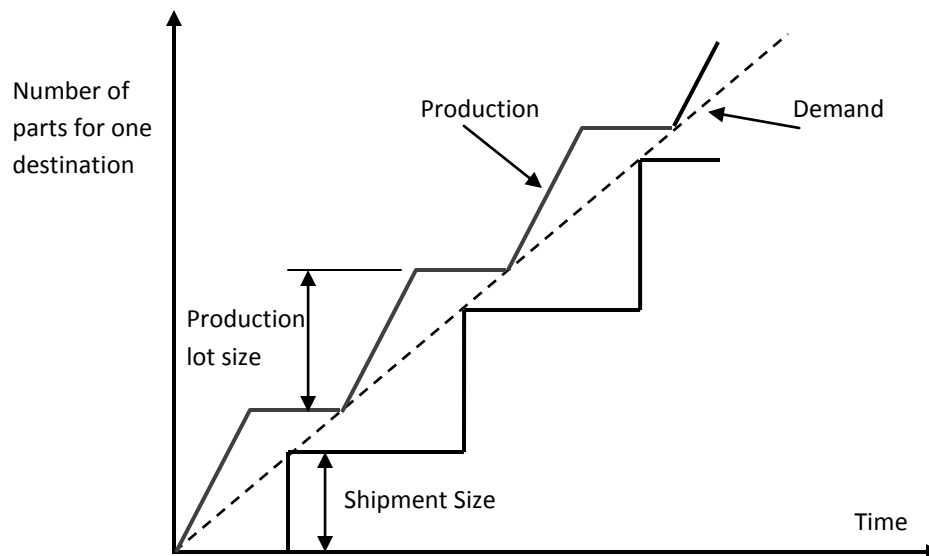 Number of
parts for one
destination
Production
Demand
Production
lot size
Shipment Size
Time